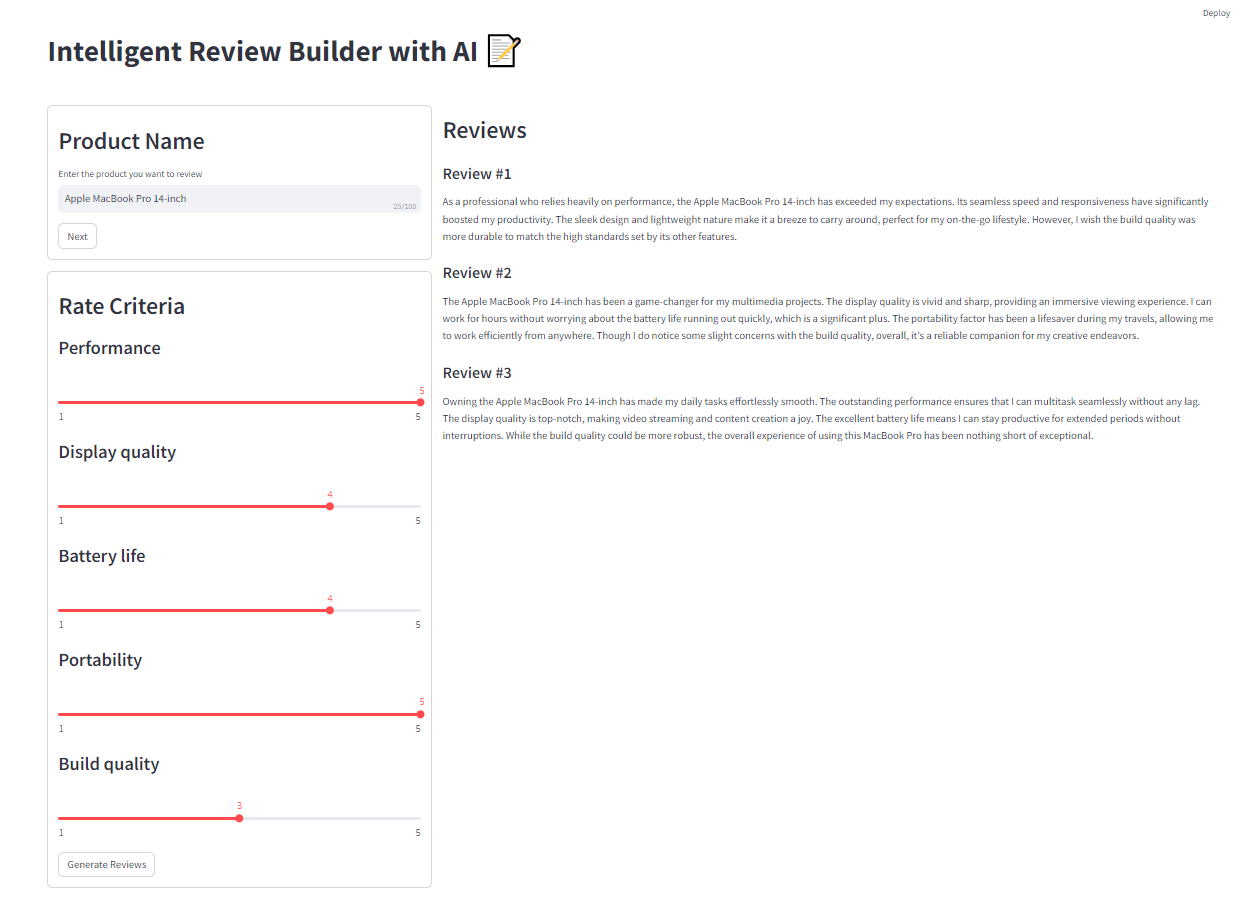 Deploy
Intelligent Review Builder with AI
Product Name
Enter the product you want to review
Apple MacBook Pro 14-inch
25/100
Next
Rate Criteria
Performance
5
1 5
Display quality
4
1 5
Battery life
4
1 5
Portability
5
1 5
Build quality
3
1 5
Generate Reviews
Reviews
Review #1
As a professional who relies heavily on performance, the Apple MacBook Pro 14-inch has exceeded my expectations. Its seamless speed and responsiveness have significantly
boosted my productivity. The sleek design and lightweight nature make it a breeze to carry around, perfect for my on-the-go lifestyle. However, I wish the build quality was
more durable to match the high standards set by its other features.
Review #2
The Apple MacBook Pro 14-inch has been a game-changer for my multimedia projects. The display quality is vivid and sharp, providing an immersive viewing experience. I can
work for hours without worrying about the battery life running out quickly, which is a significant plus. The portability factor has been a lifesaver during my travels, allowing me
to work efficiently from anywhere. Though I do notice some slight concerns with the build quality, overall, it's a reliable companion for my creative endeavors.
Review #3
Owning the Apple MacBook Pro 14-inch has made my daily tasks effortlessly smooth. The outstanding performance ensures that I can multitask seamlessly without any lag.
The display quality is top-notch, making video streaming and content creation a joy. The excellent battery life means I can stay productive for extended periods without
interruptions. While the build quality could be more robust, the overall experience of using this MacBook Pro has been nothing short of exceptional.